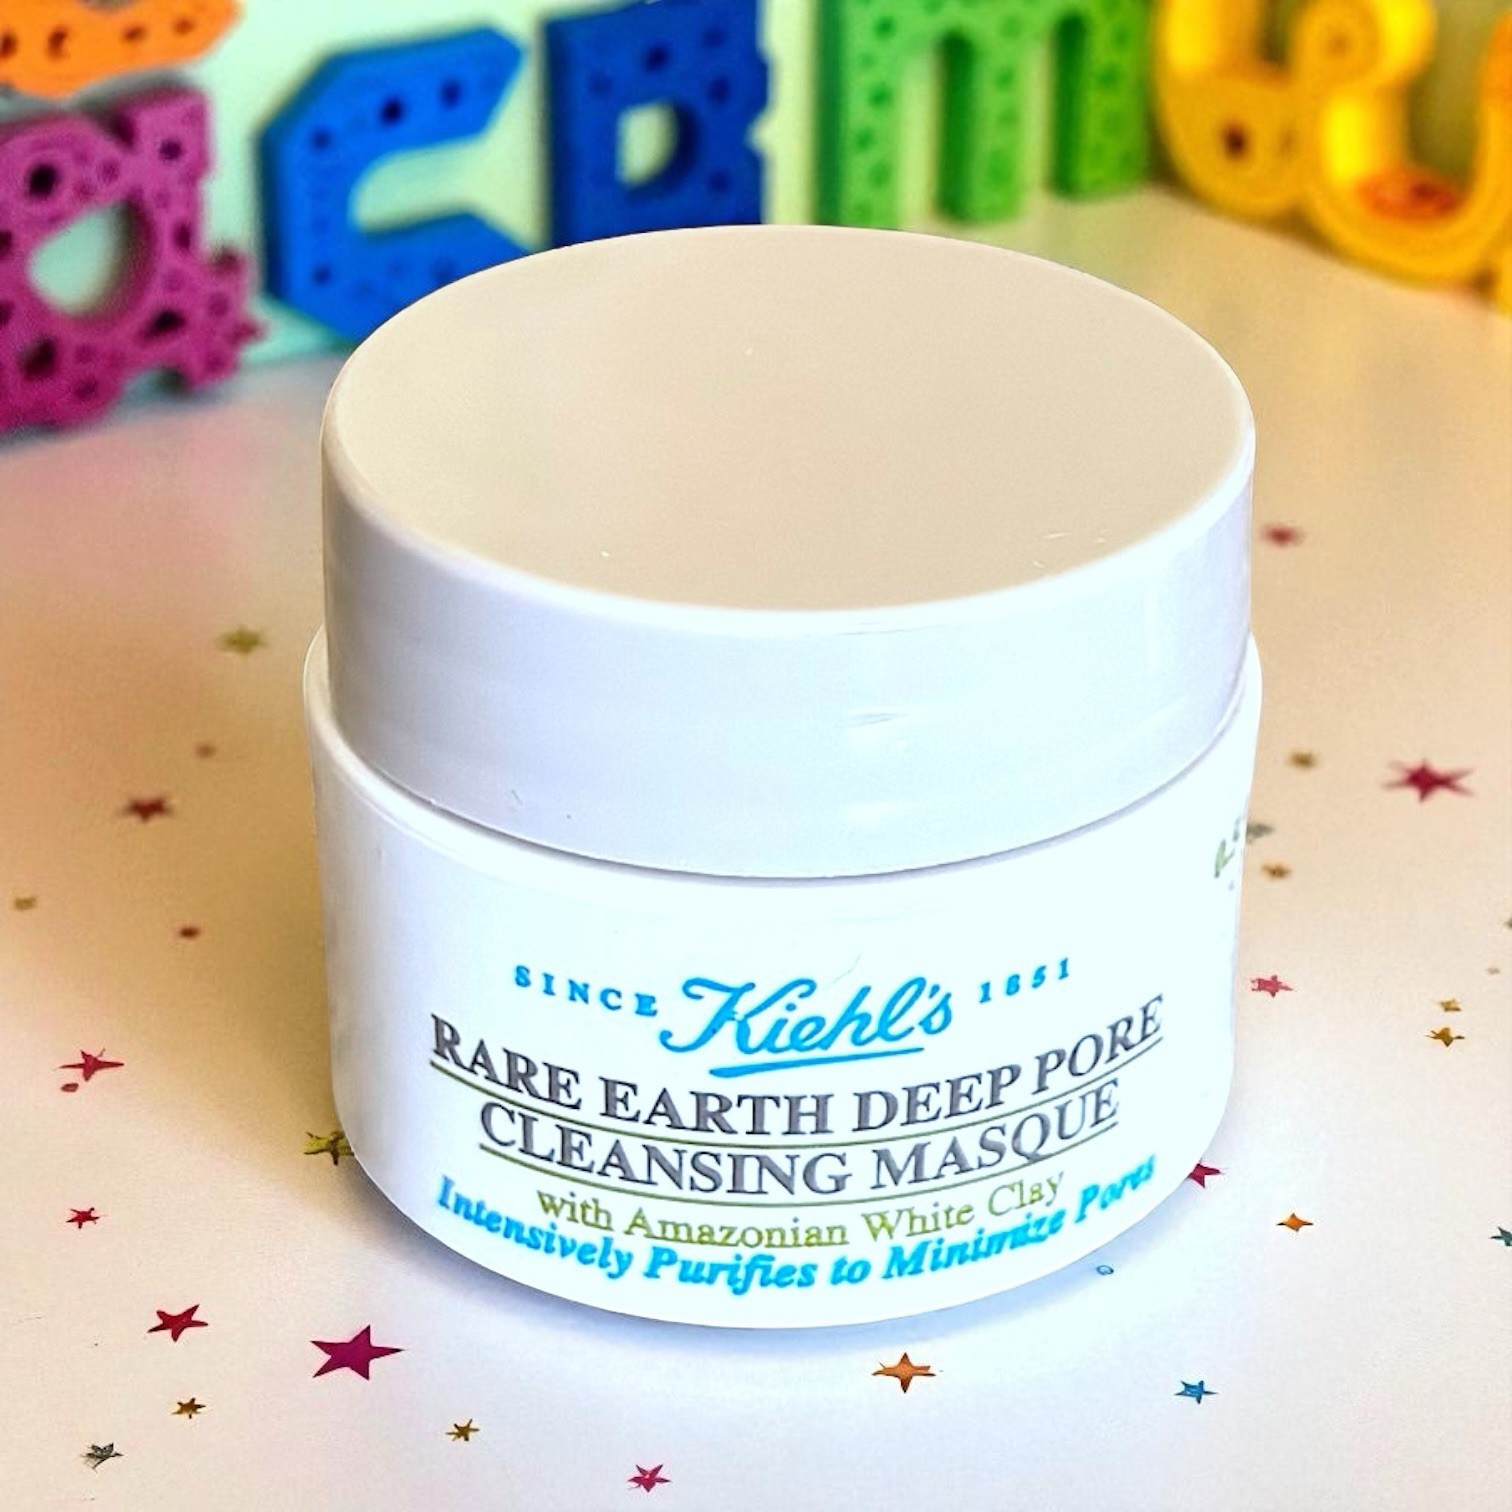 SINCE Kiehl's 1851
RARE EARTH DEEP PORE
CLEANSING MASQUE
with Amazonian White Clay
Intensively Purifies to Minimize Pores